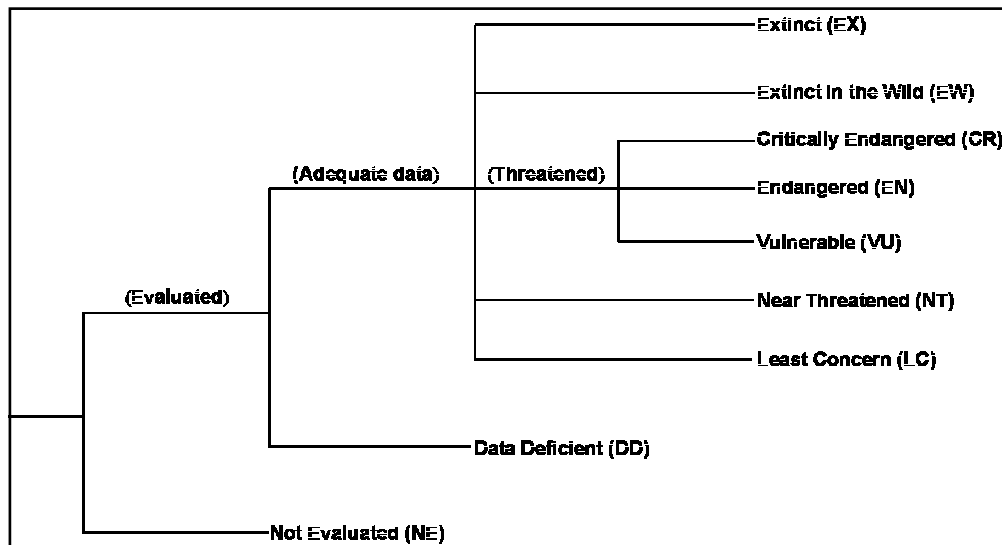 Extinct (EX)
Extinct in the Wild (EW)
Critically Endangered (CR)
(Adequate data)
(Threatened)
Endangered (EN)
Vulnerable (VU)
(Evaluated)
Near Threatened (NT)
Least Concern (LC)
Data Deficient (DD)
Not Evaluated (NE)